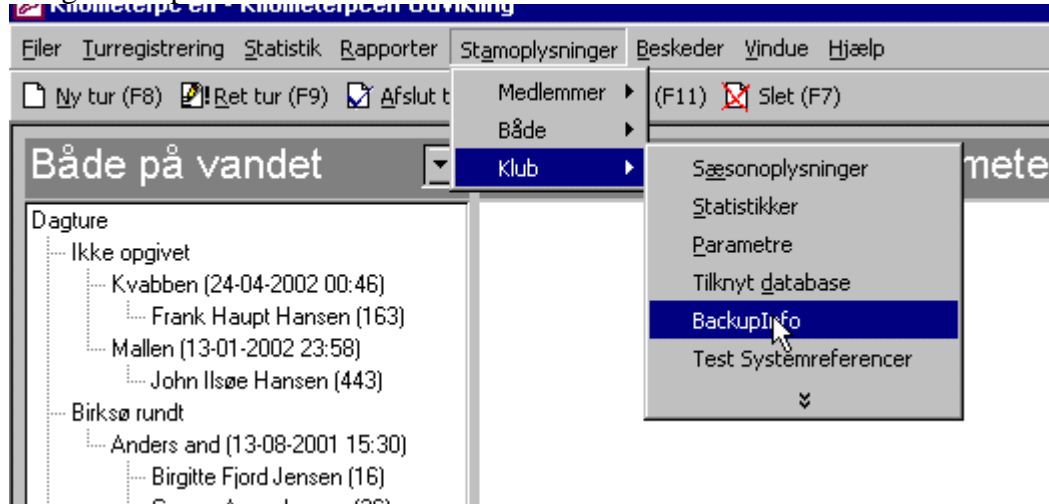 Udvikling
Filer Turregistrering Statistik Rapporter Stamoplysninger Beskeder Vindue Hjælp
Ny tur (F8) Ret tur (F9) Afslut t (F11) Slet (F7)
Medlemmer
Både
Klub
Både på vandet mete
Sæsonoplysninger
Statistikker
Parametre
Tilknyt database
BackupInfo
Test Systemreferencer
Dagture
Ikke opgivet
Kvabben (24-04-2002 00:46)
Frank Haupt Hansen (163)
Mallen (13-01-2002 23:58)
John Ilsøe Hansen (443)
Birksø rundt
Anders and (13-08-2001 15:30)
Birgitte Fjord Jensen (16)